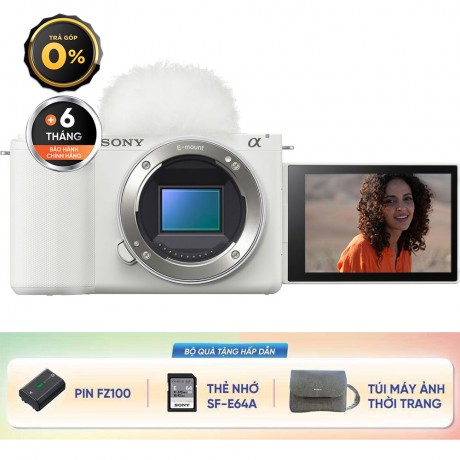 TRẢ GÓP
0%
+6
THÁNG
BẢO HÀNH
CHÍNH HÃNG
SONY
α
E-mount
BỘ QUÀ TẶNG HẤP DẪN
PIN FZ100
THẺ NHỚ
SF-E64A
TÚI MÁY ẢNH
THỜI TRANG
SONY